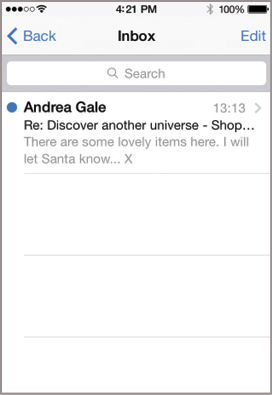 4:21 PM 100%
Back Inbox Edit
Search
Andrea Gale 13:13
Re: Discover another universe - Shop...
There are some lovely items here. I will
let Santa know... X